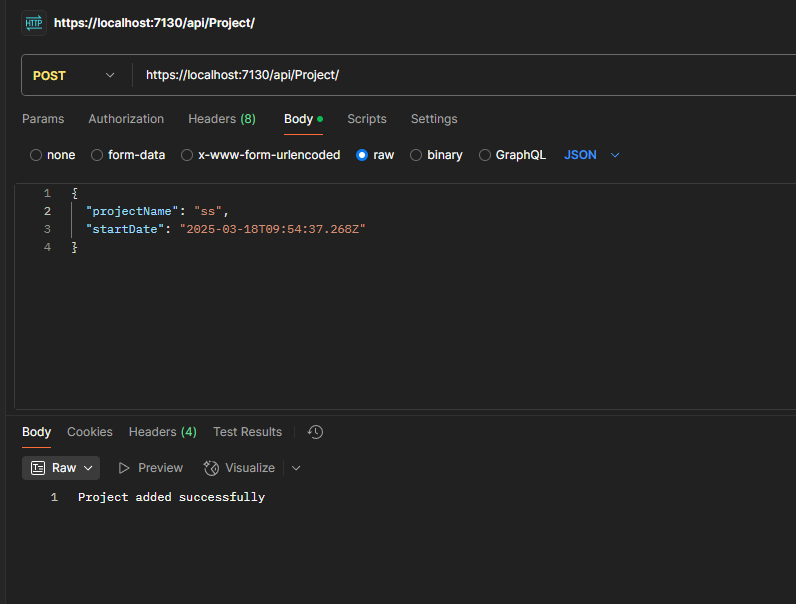 HTTP https://localhost:7130/api/Project/
POST https://localhost:7130/api/Project/
Params Authorization Headers (8) Body Scripts Settings
none form-data x-www-form-urlencoded raw binary GraphQL JSON
1 {
2 "projectName": "ss",
3 "startDate": "2025-03-18T09:54:37.268Z"
4 }
Body Cookies Headers (4) Test Results
Raw Preview Visualize
1 Project added successfully